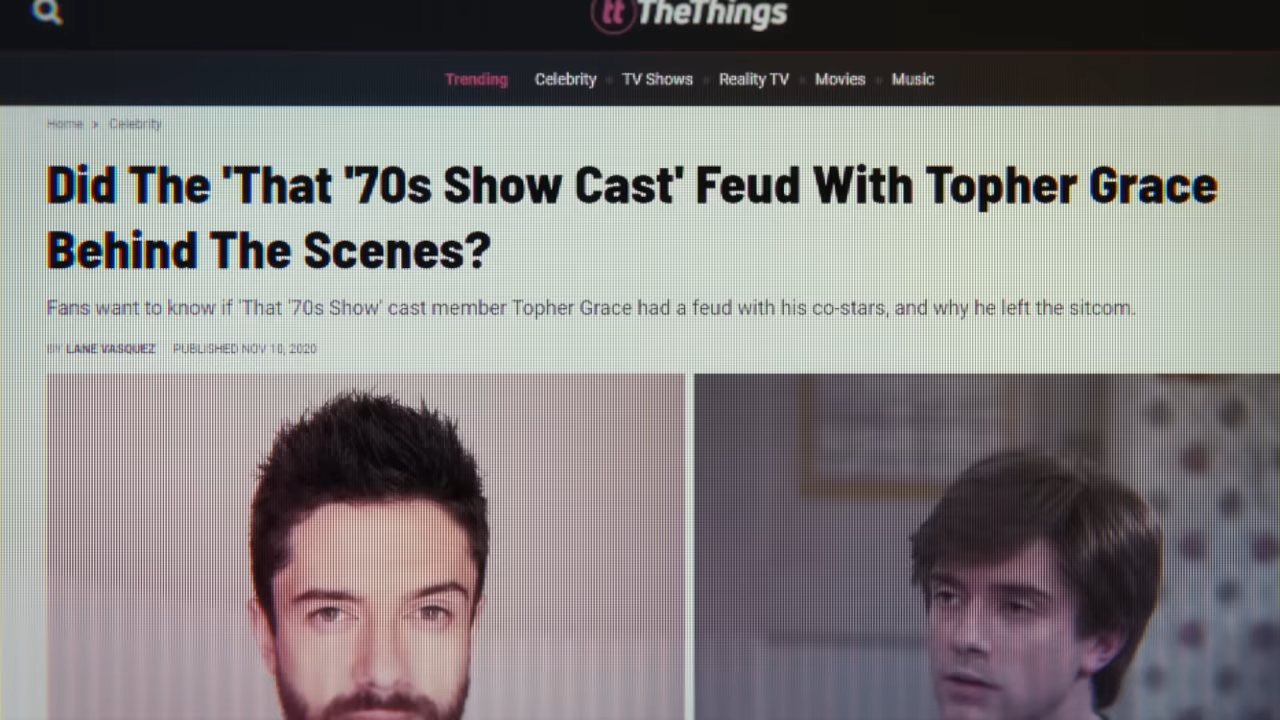 tt TheThings
Trending Celebrity TV Shows Reality TV Movies Music
Home > Celebrity
Did The 'That '70s Show Cast' Feud With Topher Grace
Behind The Scenes?
Fans want to know if 'That '70s Show' cast member Topher Grace had a feud with his co-stars, and why he left the sitcom.
BY LANE VASQUEZ PUBLISHED NOV 10, 2020